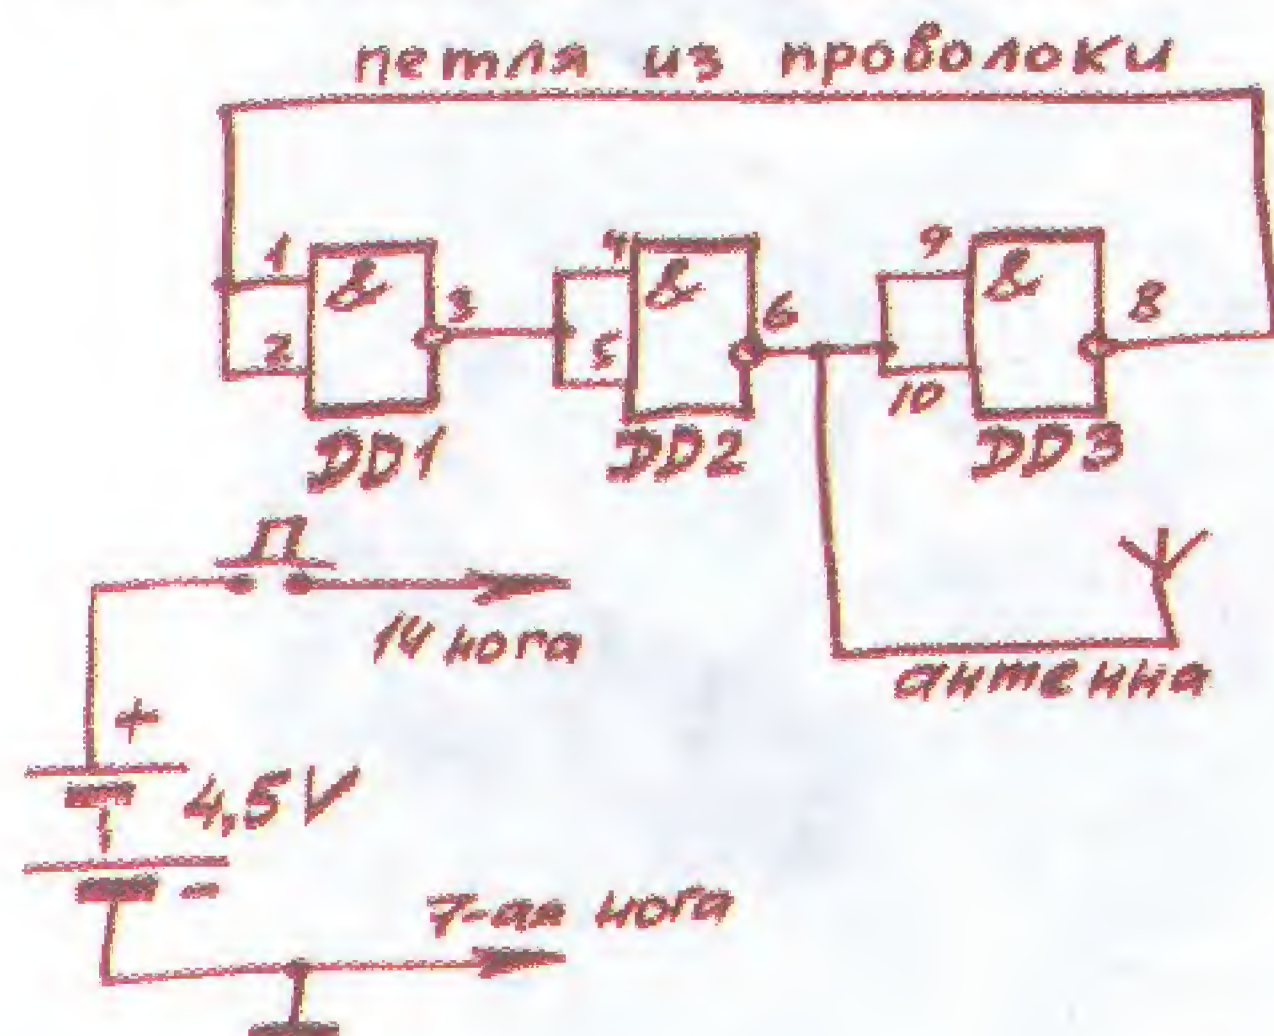 петля из проволоки
1 & 3 4 & 6 9 & 8
2 5 10
DD1 DD2 DD3
14 нога
антенна
+
4,5V
-
7-ая нога